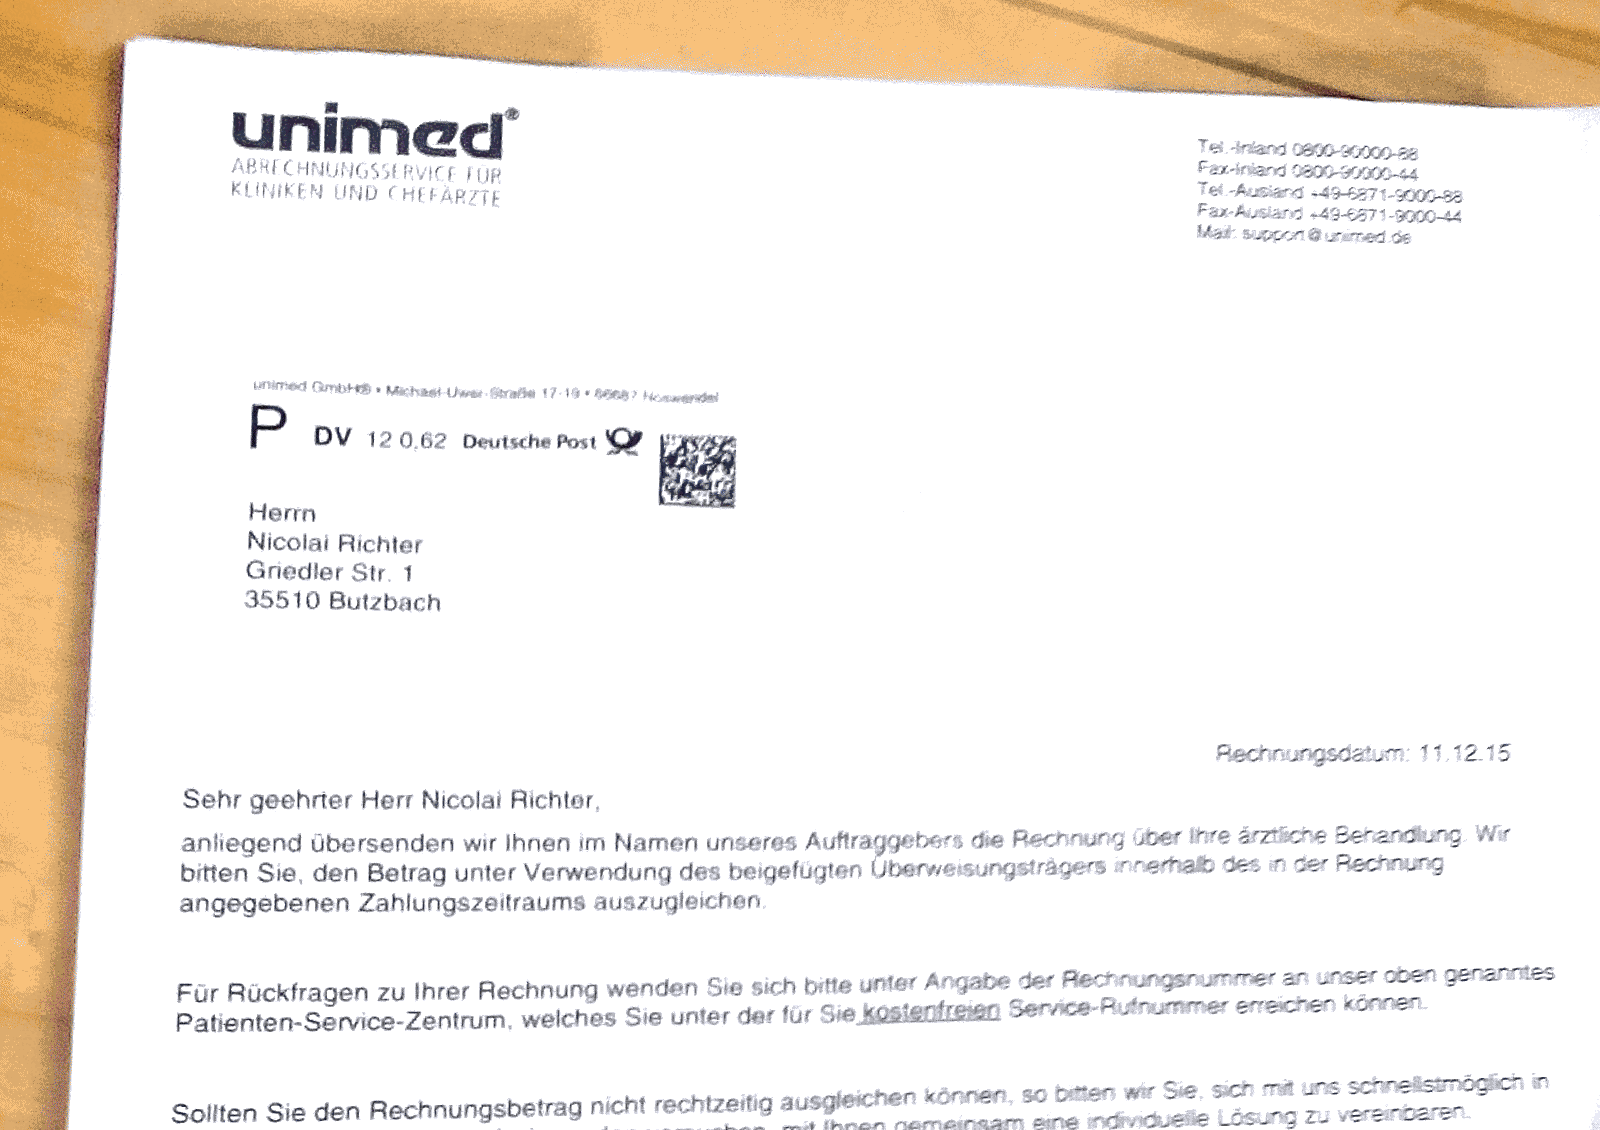 unimed®
ABRECHNUNGSSERVICE FÜR
KLINIKEN UND CHEFÄRZTE
Tel.-Inland 0800-90000-88
Fax-Inland 0800-90000-44
Tel.-Ausland +49-6871-9000-88
Fax-Ausland +49-6871-9000-44
Mail: support@unimed.de
unimed GmbH® • Michael-Uwer-Straße 17-19 • 66687
P DV 12 0,62 Deutsche Post
Herrn
Nicolai Richter
Griedler Str. 1
35510 Butzbach
Rechnungsdatum: 11.12.15
Sehr geehrter Herr Nicolai Richter,
anliegend übersenden wir Ihnen im Namen unseres Auftraggebers die Rechnung über Ihre ärztliche Behandlung. Wir
bitten Sie, den Betrag unter Verwendung des beigefügten Überweisungsträgers innerhalb des in der Rechnung
angegebenen Zahlungszeitraums auszugleichen.
Für Rückfragen zu Ihrer Rechnung wenden Sie sich bitte unter Angabe der Rechnungsnummer an unser oben genanntes
Patienten-Service-Zentrum, welches Sie unter der für Sie kostenfreien Service-Rufnummer erreichen können.
Sollten Sie den Rechnungsbetrag nicht rechtzeitig ausgleichen können, so bitten wir Sie, sich mit uns schnellstmöglich in
mit Ihnen gemeinsam eine individuelle Lösung zu vereinbaren.